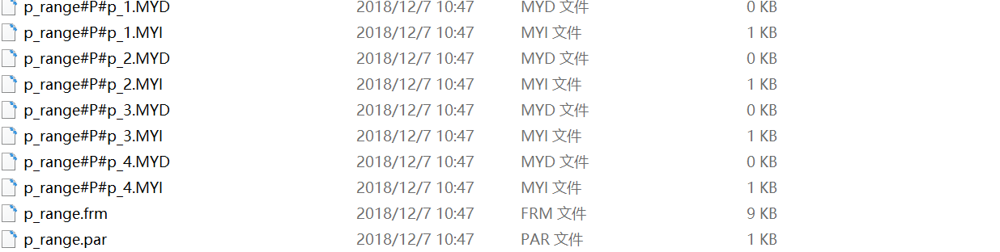 p_range#P#p_1.MYD 2018/12/7 10:47 MYD 文件 0 KB
p_range#P#p_1.MYI 2018/12/7 10:47 MYI 文件 1 KB
p_range#P#p_2.MYD 2018/12/7 10:47 MYD 文件 0 KB
p_range#P#p_2.MYI 2018/12/7 10:47 MYI 文件 1 KB
p_range#P#p_3.MYD 2018/12/7 10:47 MYD 文件 0 KB
p_range#P#p_3.MYI 2018/12/7 10:47 MYI 文件 1 KB
p_range#P#p_4.MYD 2018/12/7 10:47 MYD 文件 0 KB
p_range#P#p_4.MYI 2018/12/7 10:47 MYI 文件 1 KB
p_range.frm 2018/12/7 10:47 FRM 文件 9 KB
p_range.par 2018/12/7 10:47 PAR 文件 1 KB